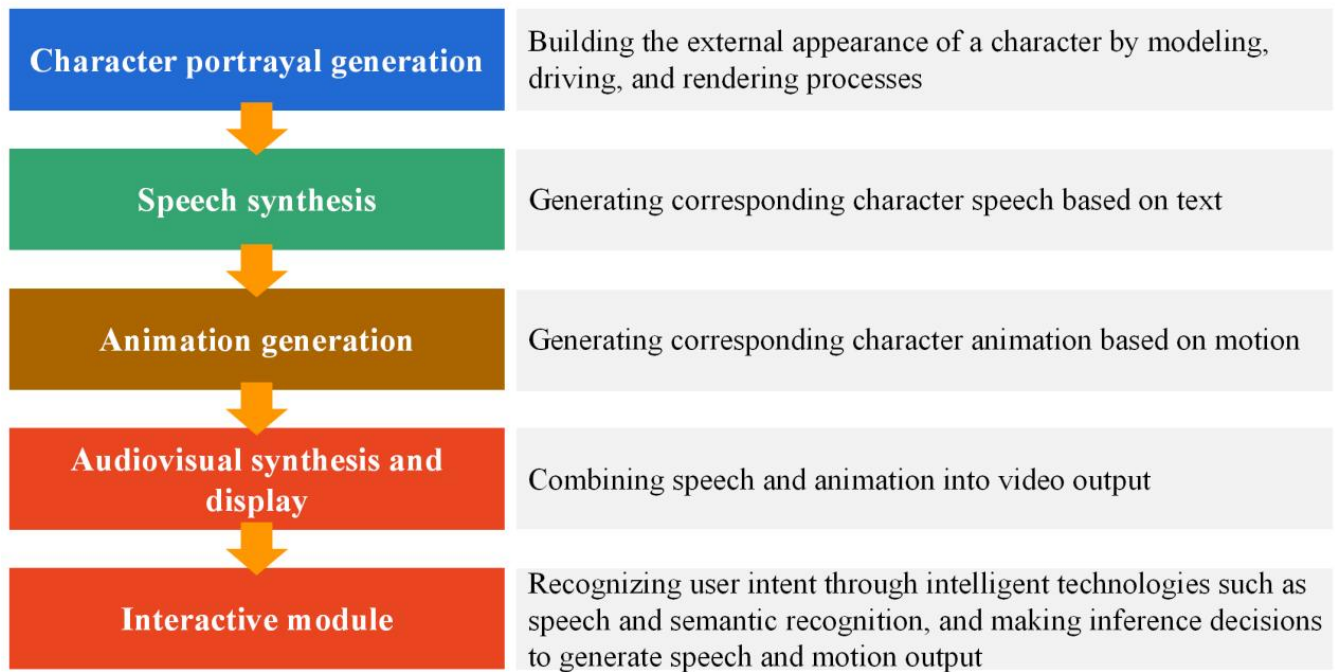 Character portrayal generation
Building the external appearance of a character by modeling,
driving, and rendering processes
Speech synthesis
Generating corresponding character speech based on text
Animation generation
Generating corresponding character animation based on motion
Audiovisual synthesis and
display
Combining speech and animation into video output
Interactive module
Recognizing user intent through intelligent technologies such as
speech and semantic recognition, and making inference decisions
to generate speech and motion output